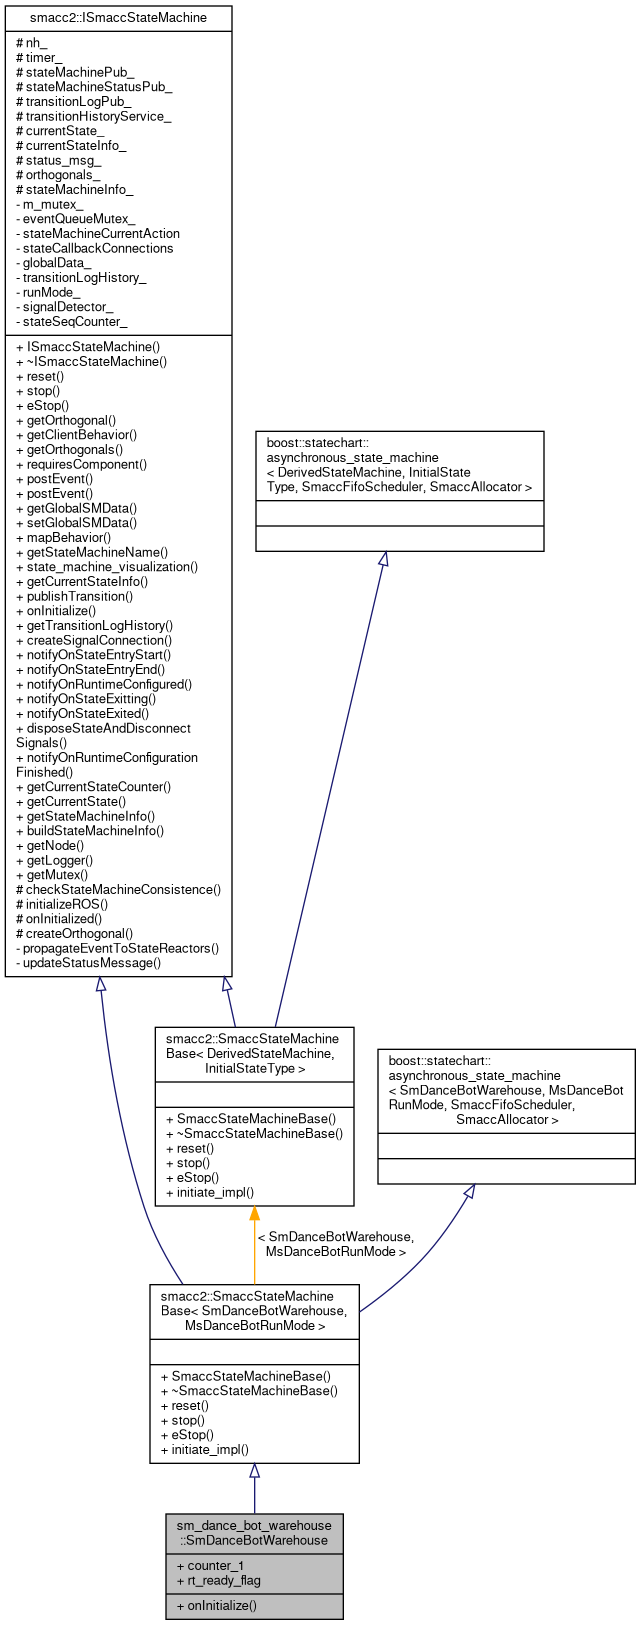 smacc2::ISmaccStateMachine
# nh_
# timer_
# stateMachinePub_
# stateMachineStatusPub_
# transitionLogPub_
# transitionHistoryService_
# currentState_
# currentStateInfo_
# status_msg_
# orthogonals_
# stateMachineInfo_
- m_mutex_
- eventQueueMutex_
- stateMachineCurrentAction
- stateCallbackConnections
- globalData_
- transitionLogHistory_
- runMode_
- signalDetector_
- stateSeqCounter_
+ ISmaccStateMachine()
+ ~ISmaccStateMachine()
+ reset()
+ stop()
+ eStop()
+ getOrthogonal()
+ getClientBehavior()
+ getOrthogonals()
+ requiresComponent()
+ postEvent()
+ postEvent()
+ getGlobalSMData()
+ setGlobalSMData()
+ mapBehavior()
+ getStateMachineName()
+ state_machine_visualization()
+ getCurrentStateInfo()
+ publishTransition()
+ onInitialize()
+ getTransitionLogHistory()
+ createSignalConnection()
+ notifyOnStateEntryStart()
+ notifyOnStateEntryEnd()
+ notifyOnRuntimeConfigured()
+ notifyOnStateExitting()
+ notifyOnStateExited()
+ disposeStateAndDisconnect
Signals()
+ notifyOnRuntimeConfiguration
Finished()
+ getCurrentStateCounter()
+ getCurrentState()
+ getStateMachineInfo()
+ buildStateMachineInfo()
+ getNode()
+ getLogger()
+ getMutex()
# checkStateMachineConsistence()
# initializeROS()
# onInitialized()
# createOrthogonal()
- propagateEventToStateReactors()
- updateStatusMessage()
boost::statechart::
asynchronous_state_machine
< DerivedStateMachine, InitialState
Type, SmaccFifoScheduler, SmaccAllocator >
smacc2::SmaccStateMachine
Base< DerivedStateMachine,
InitialStateType >
+ SmaccStateMachineBase()
+ ~SmaccStateMachineBase()
+ reset()
+ stop()
+ eStop()
+ initiate_impl()
boost::statechart::
asynchronous_state_machine
< SmDanceBotWarehouse, MsDanceBot
RunMode, SmaccFifoScheduler,
SmaccAllocator >
< SmDanceBotWarehouse,
MsDanceBotRunMode >
smacc2::SmaccStateMachine
Base< SmDanceBotWarehouse,
MsDanceBotRunMode >
+ SmaccStateMachineBase()
+ ~SmaccStateMachineBase()
+ reset()
+ stop()
+ eStop()
+ initiate_impl()
sm_dance_bot_warehouse
::SmDanceBotWarehouse
+ counter_1
+ rt_ready_flag
+ onInitialize()